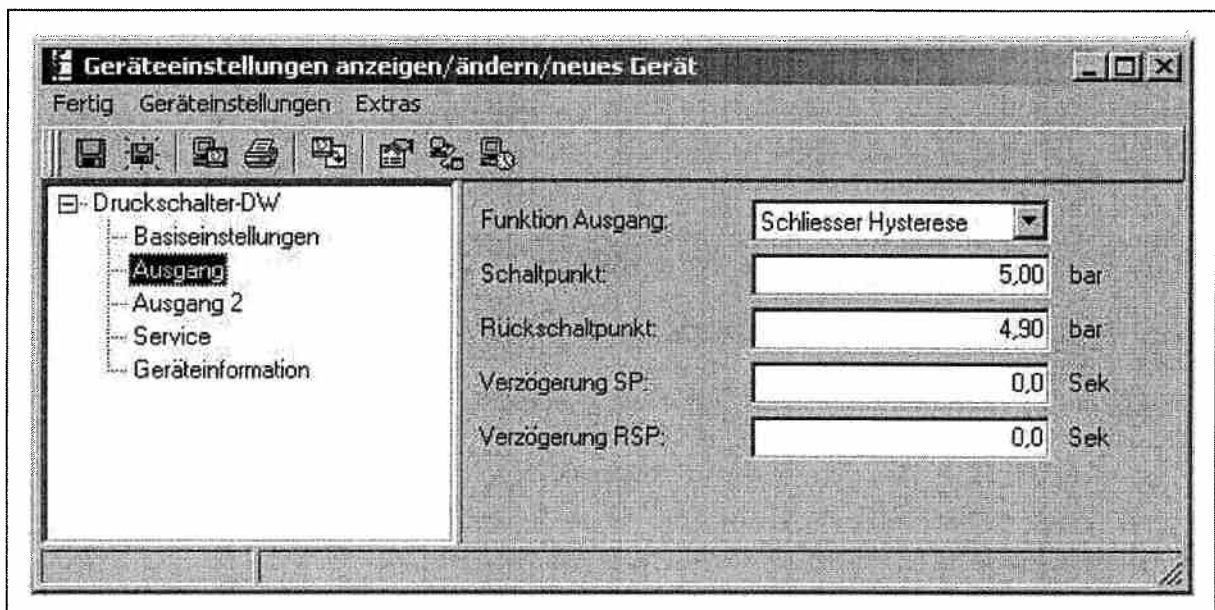 Geräteeinstellungen anzeigen/ändern/neues Gerät
Fertig Geräteinstellungen Extras
Druckschalter-DW
Basiseinstellungen
Ausgang
Ausgang 2
Service
Geräteinformation
Funktion Ausgang: Schliesser Hysterese
Schaltpunkt: 5,00 bar
Rückschaltpunkt: 4,90 bar
Verzögerung SP: 0,0 Sek
Verzögerung RSP: 0,0 Sek